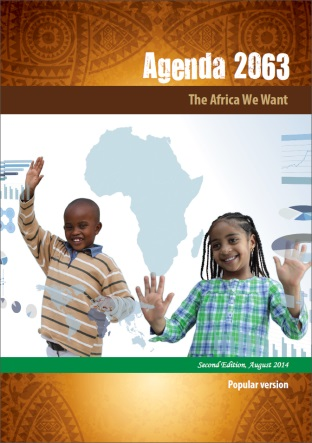 Agenda 2063
The Africa We Want
Second Edition, August 2014
Popular version